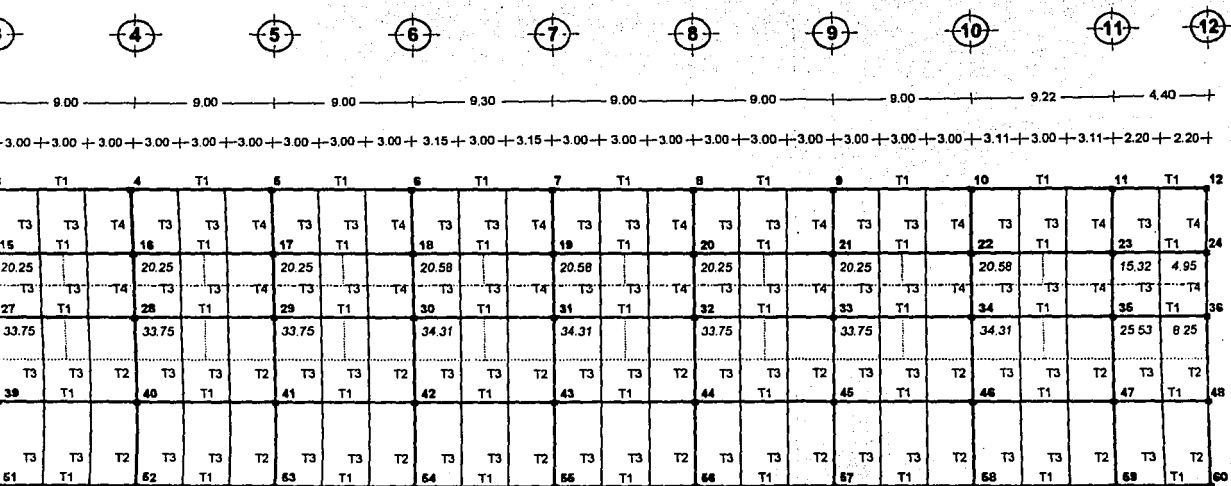 4 5 6 7 8 9 10 11 12
9.00 9.00 9.00 9.30 9.00 9.00 9.00 9.22 4.40
3.00 3.00 3.00 3.00 3.00 3.00 3.00 3.00 3.00 3.15 3.00 3.15 3.00 3.00 3.00 3.00 3.00 3.00 3.00 3.00 3.00 3.11 3.00 3.11 2.20 2.20
T1 4 T1 5 T1 6 T1 7 T1 8 T1 9 T1 10 T1 11 T1 12
T3 T3 T4 T3 T3 T4 T3 T3 T4 T3 T3 T4 T3 T3 T4 T3 T3 T4 T3 T3 T4 T3 T3 T4 T3 T4
15 T1 16 T1 17 T1 18 T1 19 T1 20 T1 21 T1 22 T1 23 T1 24
20.25 20.25 20.25 20.58 20.58 20.25 20.25 20.58 15,32 4.95
T3 T3 T4 T3 T3 T4 T3 T3 T4 T3 T3 T4 T3 T3 T4 T3 T3 T4 T3 T3 T4 T3 T3 T4 T3 T4
27 T1 28 T1 29 T1 30 T1 31 T1 32 T1 33 T1 34 T1 35 T1 36
33.75 33.75 33.75 34.31 34.31 33.75 33.75 34.31 25 53 8 25
T3 T3 T2 T3 T3 T2 T3 T3 T2 T3 T3 T2 T3 T3 T2 T3 T3 T2 T3 T3 T2 T3 T3 T2 T3 T2
39 T1 40 T1 41 T1 42 T1 43 T1 44 T1 45 T1 46 T1 47 T1 48
T3 T3 T2 T3 T3 T2 T3 T3 T2 T3 T3 T2 T3 T3 T2 T3 T3 T2 T3 T3 T2 T3 T3 T2 T3 T2
51 T1 52 T1 53 T1 54 T1 55 T1 56 T1 57 T1 58 T1 59 T1 60